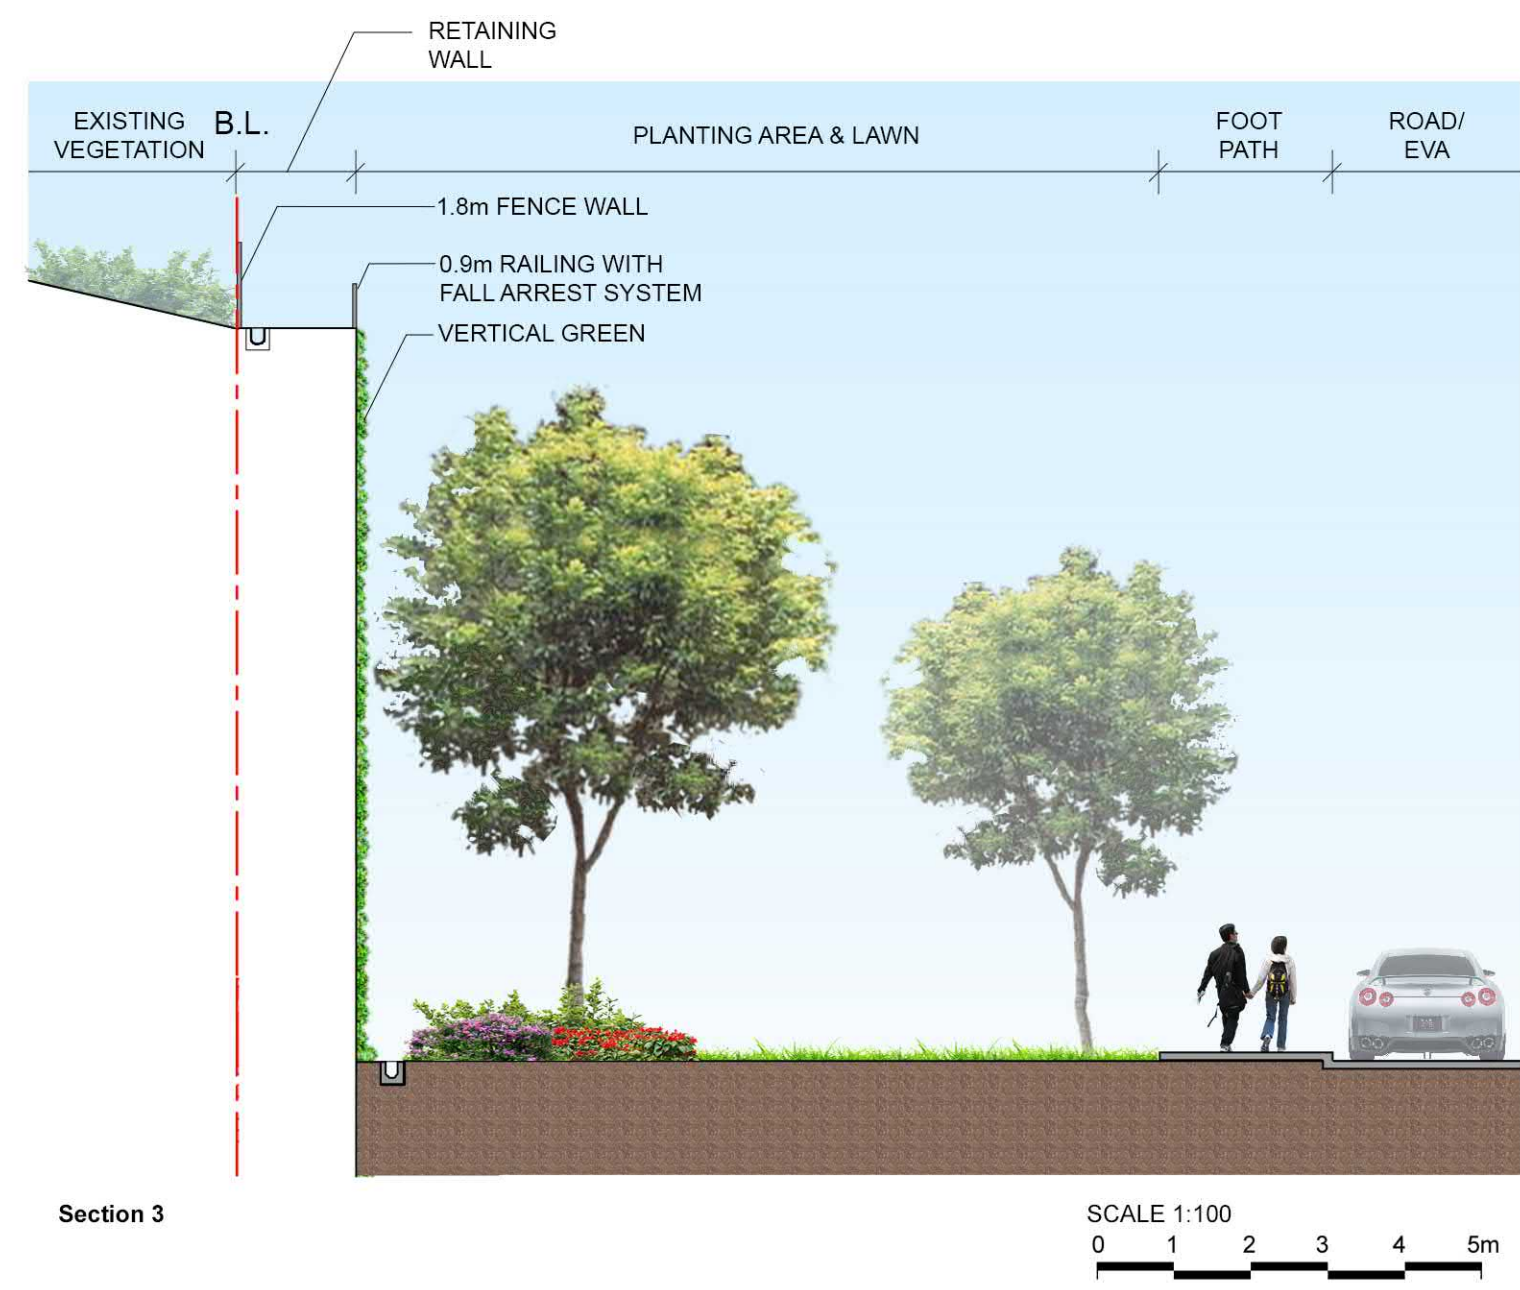 RETAINING
WALL
EXISTING
VEGETATION
B.L.
PLANTING AREA & LAWN
FOOT
PATH
ROAD/
EVA
1.8m FENCE WALL
0.9m RAILING WITH
FALL ARREST SYSTEM
VERTICAL GREEN
Section 3
SCALE 1:100
0 1 2 3 4 5m